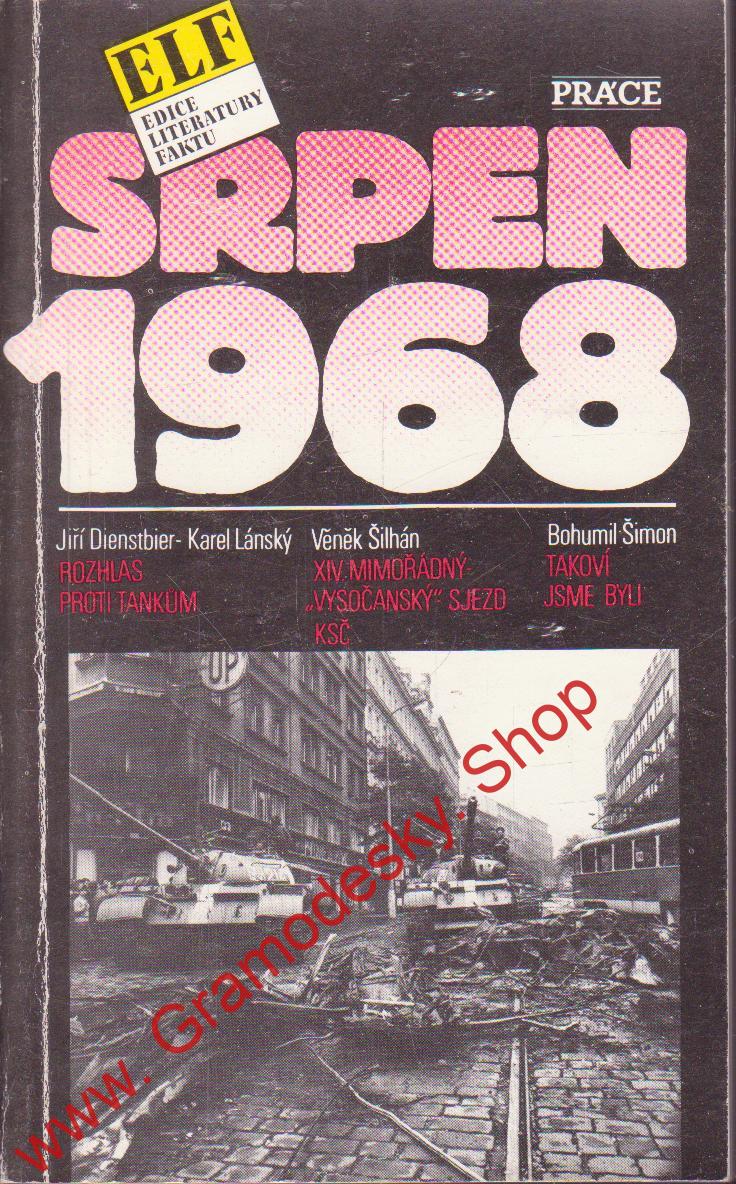 ELF
EDICE
LITERATURY
FAKTU
PRÁCE
SRPEN
1968
Jiří Dienstbier - Karel Lánský
ROZHLAS
PROTI TANKŮM
Věněk Šilhán
XIV. MIMOŘÁDNÝ
„VYSOČANSKÝ“ SJEZD
KSČ
Bohumil Šimon
TAKOVÍ
JSME BYLI
UP
www. Gramodesky. Shop